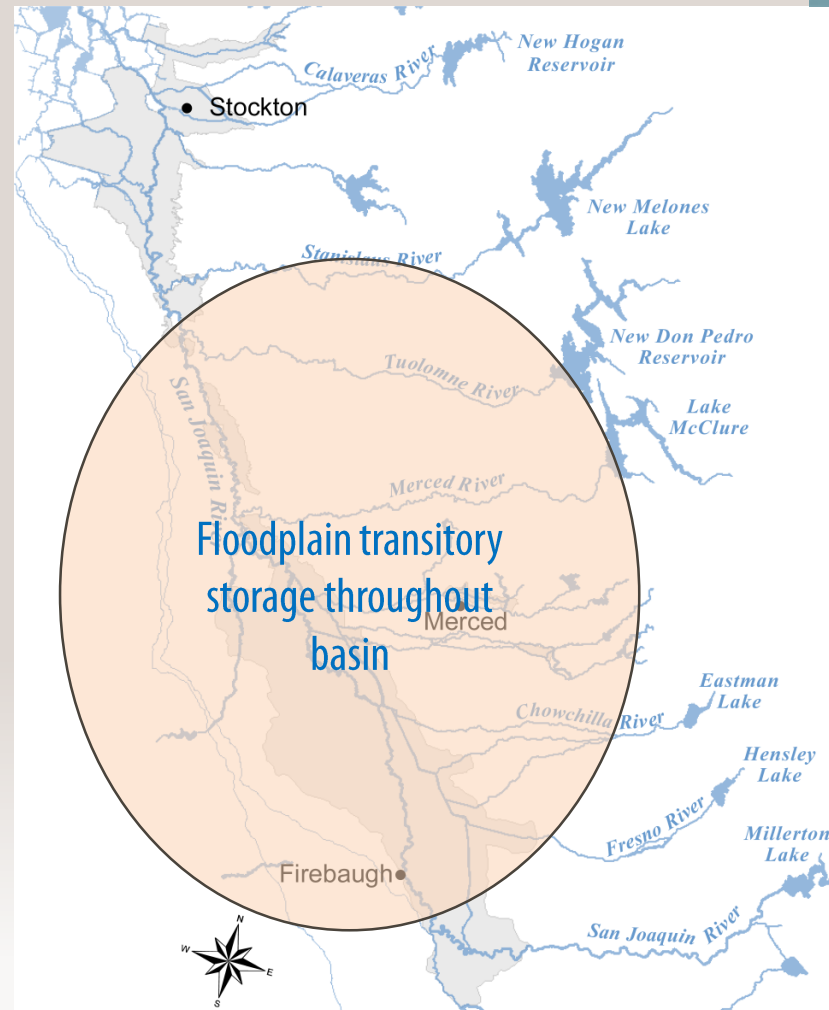 New Hogan
Reservoir
Calaveras River
Stockton
New Melones
Lake
Stanislaus River
New Don Pedro
Reservoir
Tuolomne River
Lake
McClure
San Joaquin River
Merced River
Floodplain transitory
storage throughout
basin
Merced
Eastman
Lake
Chowchilla River
Hensley
Lake
Fresno River
Millerton
Lake
Firebaugh
San Joaquin River
N
W
E
S